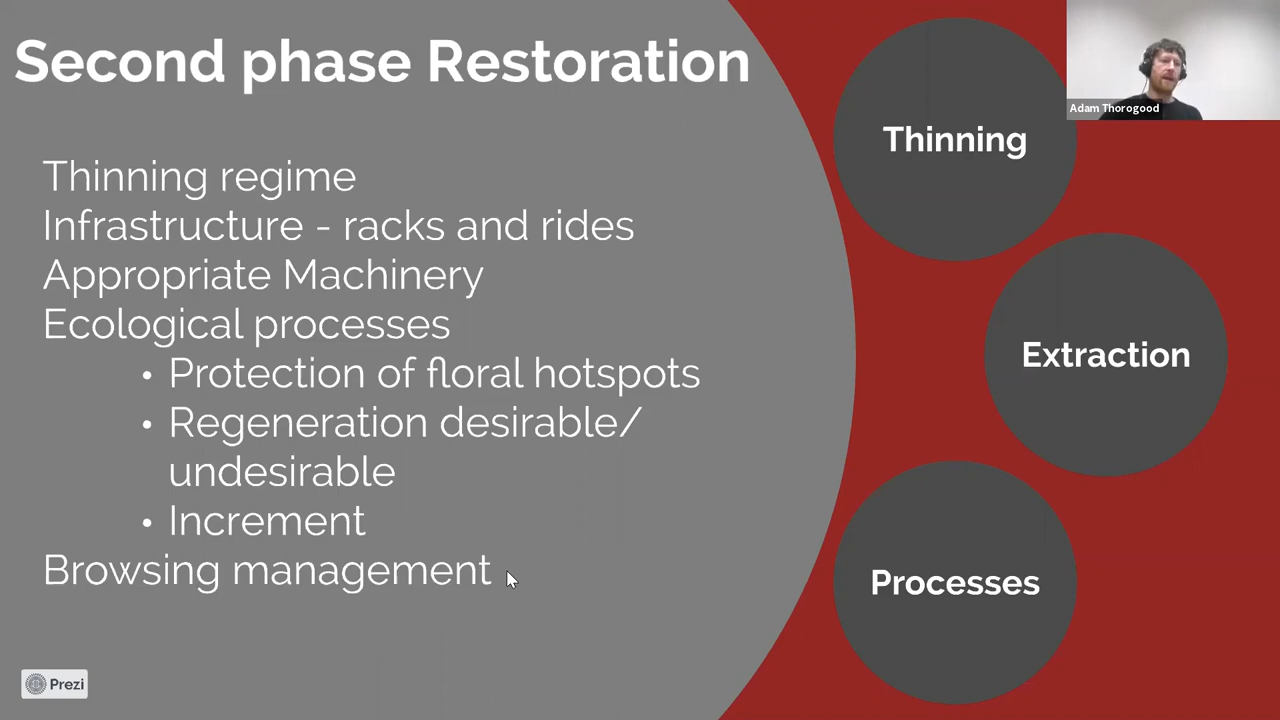 Second phase Restoration
Thinning regime
Infrastructure - racks and rides
Appropriate Machinery
Ecological processes
• Protection of floral hotspots
• Regeneration desirable/
undesirable
• Increment
Browsing management
Thinning
Extraction
Processes
Adam Thorogood
Prezi